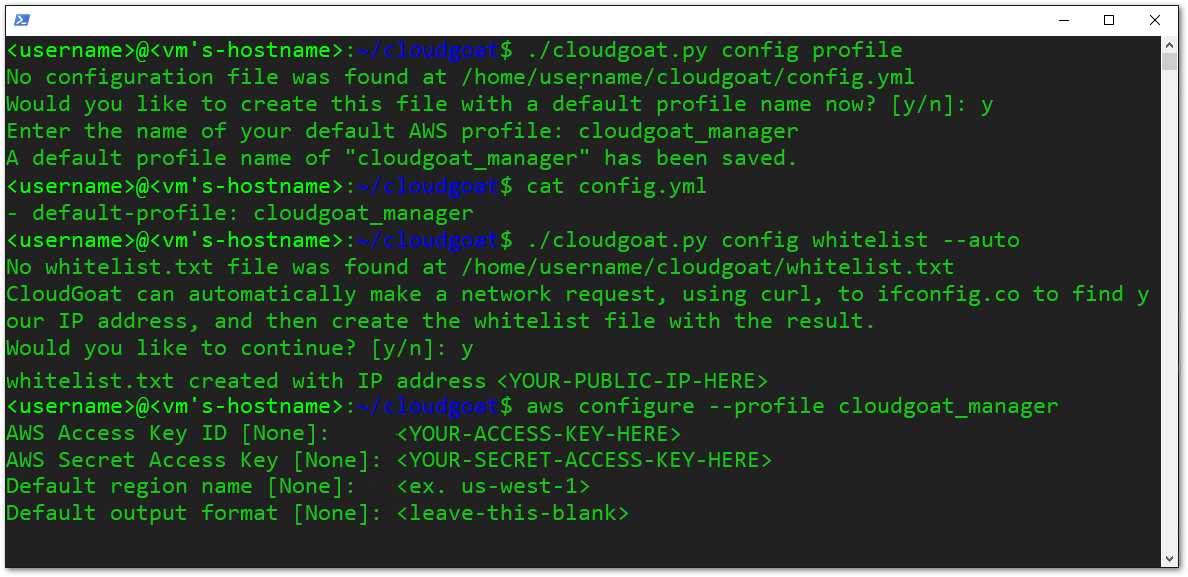 <username>@<vm's-hostname>:~/cloudgoat$ ./cloudgoat.py config profile
No configuration file was found at /home/username/cloudgoat/config.yml
Would you like to create this file with a default profile name now? [y/n]: y
Enter the name of your default AWS profile: cloudgoat_manager
A default profile name of "cloudgoat_manager" has been saved.
<username>@<vm's-hostname>:~/cloudgoat$ cat config.yml
- default-profile: cloudgoat_manager
<username>@<vm's-hostname>:~/cloudgoat$ ./cloudgoat.py config whitelist --auto
No whitelist.txt file was found at /home/username/cloudgoat/whitelist.txt
CloudGoat can automatically make a network request, using curl, to ifconfig.co to find y
our IP address, and then create the whitelist file with the result.
Would you like to continue? [y/n]: y
whitelist.txt created with IP address <YOUR-PUBLIC-IP-HERE>
<username>@<vm's-hostname>:~/cloudgoat$ aws configure --profile cloudgoat_manager
AWS Access Key ID [None]: <YOUR-ACCESS-KEY-HERE>
AWS Secret Access Key [None]: <YOUR-SECRET-ACCESS-KEY-HERE>
Default region name [None]: <ex. us-west-1>
Default output format [None]: <leave-this-blank>